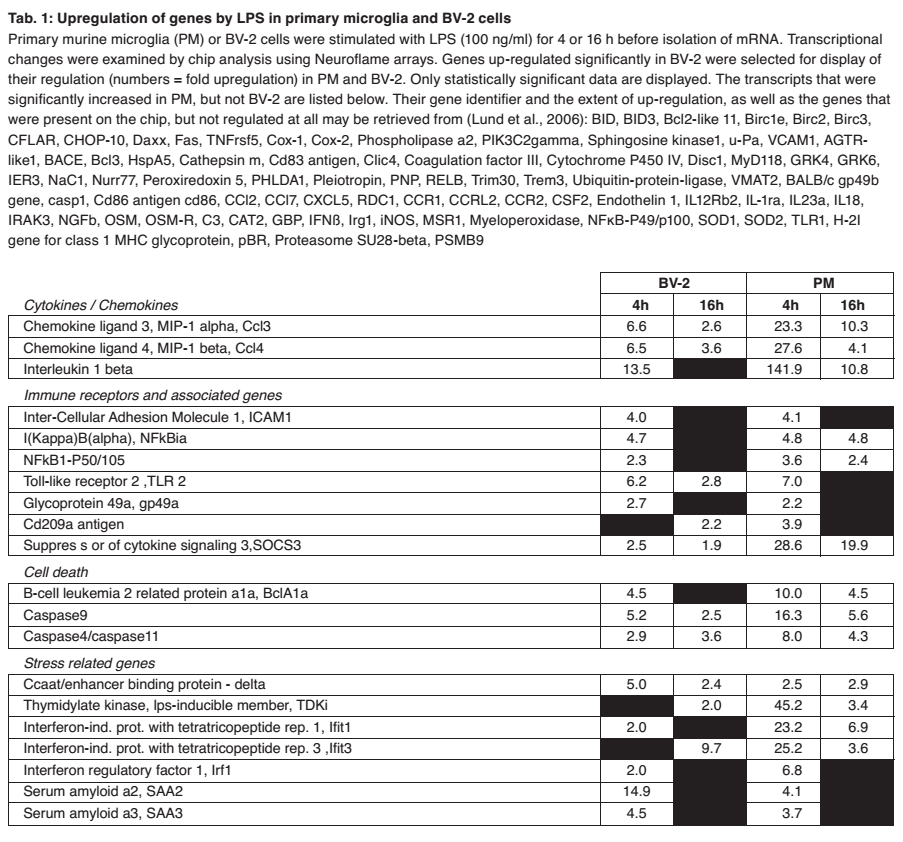 Tab. 1: Upregulation of genes by LPS in primary microglia and BV-2 cells
Primary murine microglia (PM) or BV-2 cells were stimulated with LPS (100 ng/ml) for 4 or 16 h before isolation of mRNA. Transcriptional
changes were examined by chip analysis using Neuroflame arrays. Genes up-regulated significantly in BV-2 were selected for display of
their regulation (numbers = fold upregulation) in PM and BV-2. Only statistically significant data are displayed. The transcripts that were
significantly increased in PM, but not BV-2 are listed below. Their gene identifier and the extent of up-regulation, as well as the genes that
were present on the chip, but not regulated at all may be retrieved from (Lund et al., 2006): BID, BID3, Bcl2-like 11, Birc1e, Birc2, Birc3,
CFLAR, CHOP-10, Daxx, Fas, TNFrsf5, Cox-1, Cox-2, Phospholipase a2, PIK3C2gamma, Sphingosine kinase1, u-Pa, VCAM1, AGTR-
like1, BACE, Bcl3, HspA5, Cathepsin m, Cd83 antigen, Clic4, Coagulation factor III, Cytochrome P450 IV, Disc1, MyD118, GRK4, GRK6,
IER3, NaC1, Nurr77, Peroxiredoxin 5, PHLDA1, Pleiotropin, PNP, RELB, Trim30, Trem3, Ubiquitin-protein-ligase, VMAT2, BALB/c gp49b
gene, casp1, Cd86 antigen cd86, CCl2, CCl7, CXCL5, RDC1, CCR1, CCRL2, CCR2, CSF2, Endothelin 1, IL12Rb2, IL-1ra, IL23a, IL18,
IRAK3, NGFb, OSM, OSM-R, C3, CAT2, GBP, IFNß, Irg1, iNOS, MSR1, Myeloperoxidase, NFκB-P49/p100, SOD1, SOD2, TLR1, H-2I
gene for class 1 MHC glycoprotein, pBR, Proteasome SU28-beta, PSMB9
BV-2 PM
Cytokines / Chemokines 4h 16h 4h 16h
Chemokine ligand 3, MIP-1 alpha, Ccl3 6.6 2.6 23.3 10.3
Chemokine ligand 4, MIP-1 beta, Ccl4 6.5 3.6 27.6 4.1
Interleukin 1 beta 13.5 141.9 10.8
Immune receptors and associated genes
Inter-Cellular Adhesion Molecule 1, ICAM1 4.0 4.1
I(Kappa)B(alpha), NFkBia 4.7 4.8 4.8
NFkB1-P50/105 2.3 3.6 2.4
Toll-like receptor 2 ,TLR 2 6.2 2.8 7.0
Glycoprotein 49a, gp49a 2.7 2.2
Cd209a antigen 2.2 3.9
Suppres s or of cytokine signaling 3,SOCS3 2.5 1.9 28.6 19.9
Cell death
B-cell leukemia 2 related protein a1a, BclA1a 4.5 10.0 4.5
Caspase9 5.2 2.5 16.3 5.6
Caspase4/caspase11 2.9 3.6 8.0 4.3
Stress related genes
Ccaat/enhancer binding protein - delta 5.0 2.4 2.5 2.9
Thymidylate kinase, lps-inducible member, TDKi 2.0 45.2 3.4
Interferon-ind. prot. with tetratricopeptide rep. 1, Ifit1 2.0 23.2 6.9
Interferon-ind. prot. with tetratricopeptide rep. 3 ,Ifit3 9.7 25.2 3.6
Interferon regulatory factor 1, Irf1 2.0 6.8
Serum amyloid a2, SAA2 14.9 4.1
Serum amyloid a3, SAA3 4.5 3.7